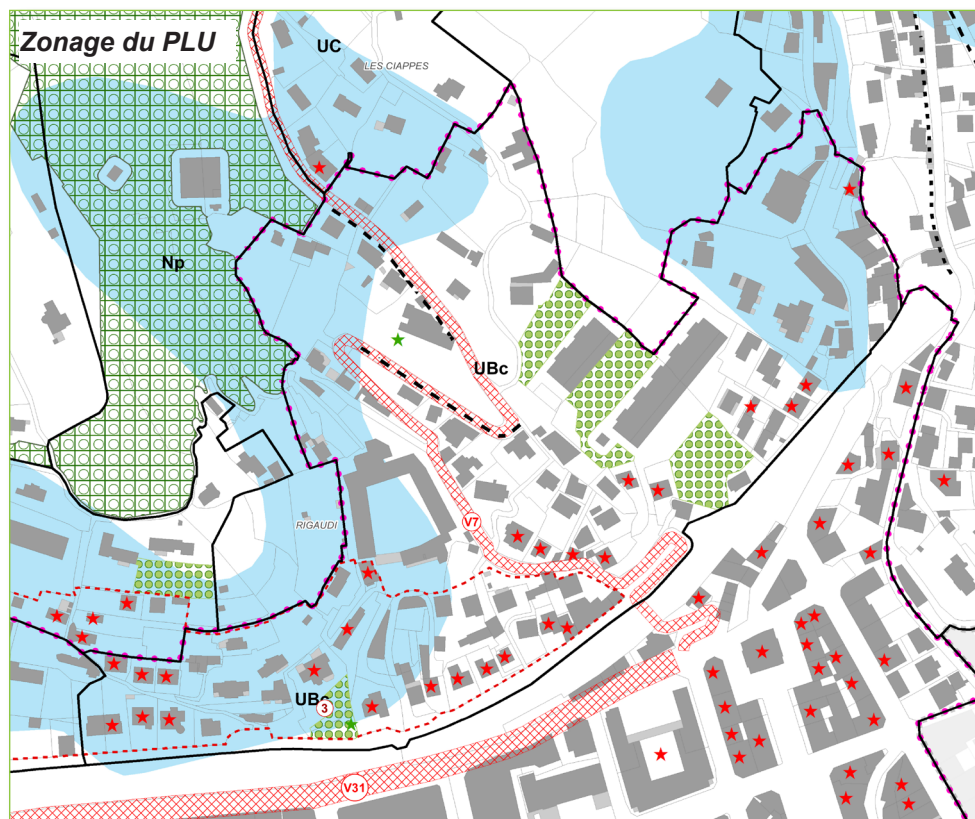 Zonage du PLU
UC
LES CIAPPES
Np
UBc
V7
RIGAUDI
UBc
3
V31